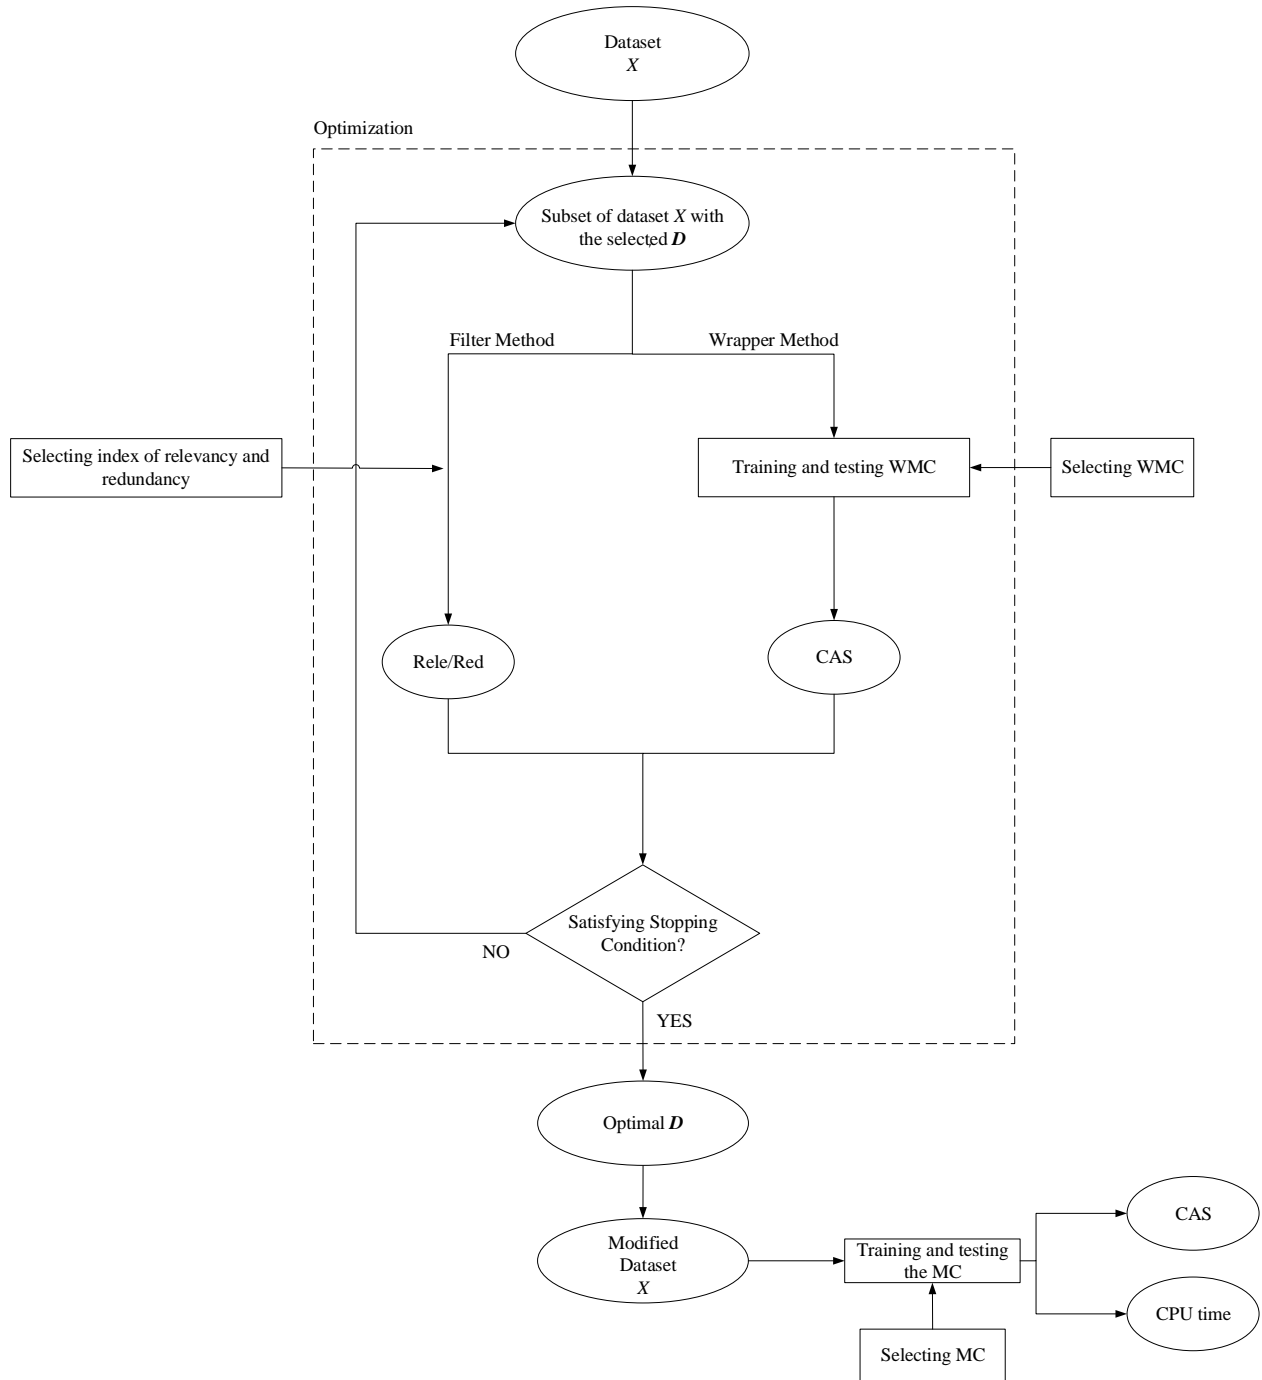 Dataset
X
Optimization
Subset of dataset X with
the selected D
Filter Method
Wrapper Method
Selecting index of relevancy and
redundancy
Training and testing WMC
Selecting WMC
Rele/Red
CAS
Satisfying Stopping
Condition?
NO
YES
Optimal D
Modified
Dataset
X
Training and testing
the MC
CAS
CPU time
Selecting MC